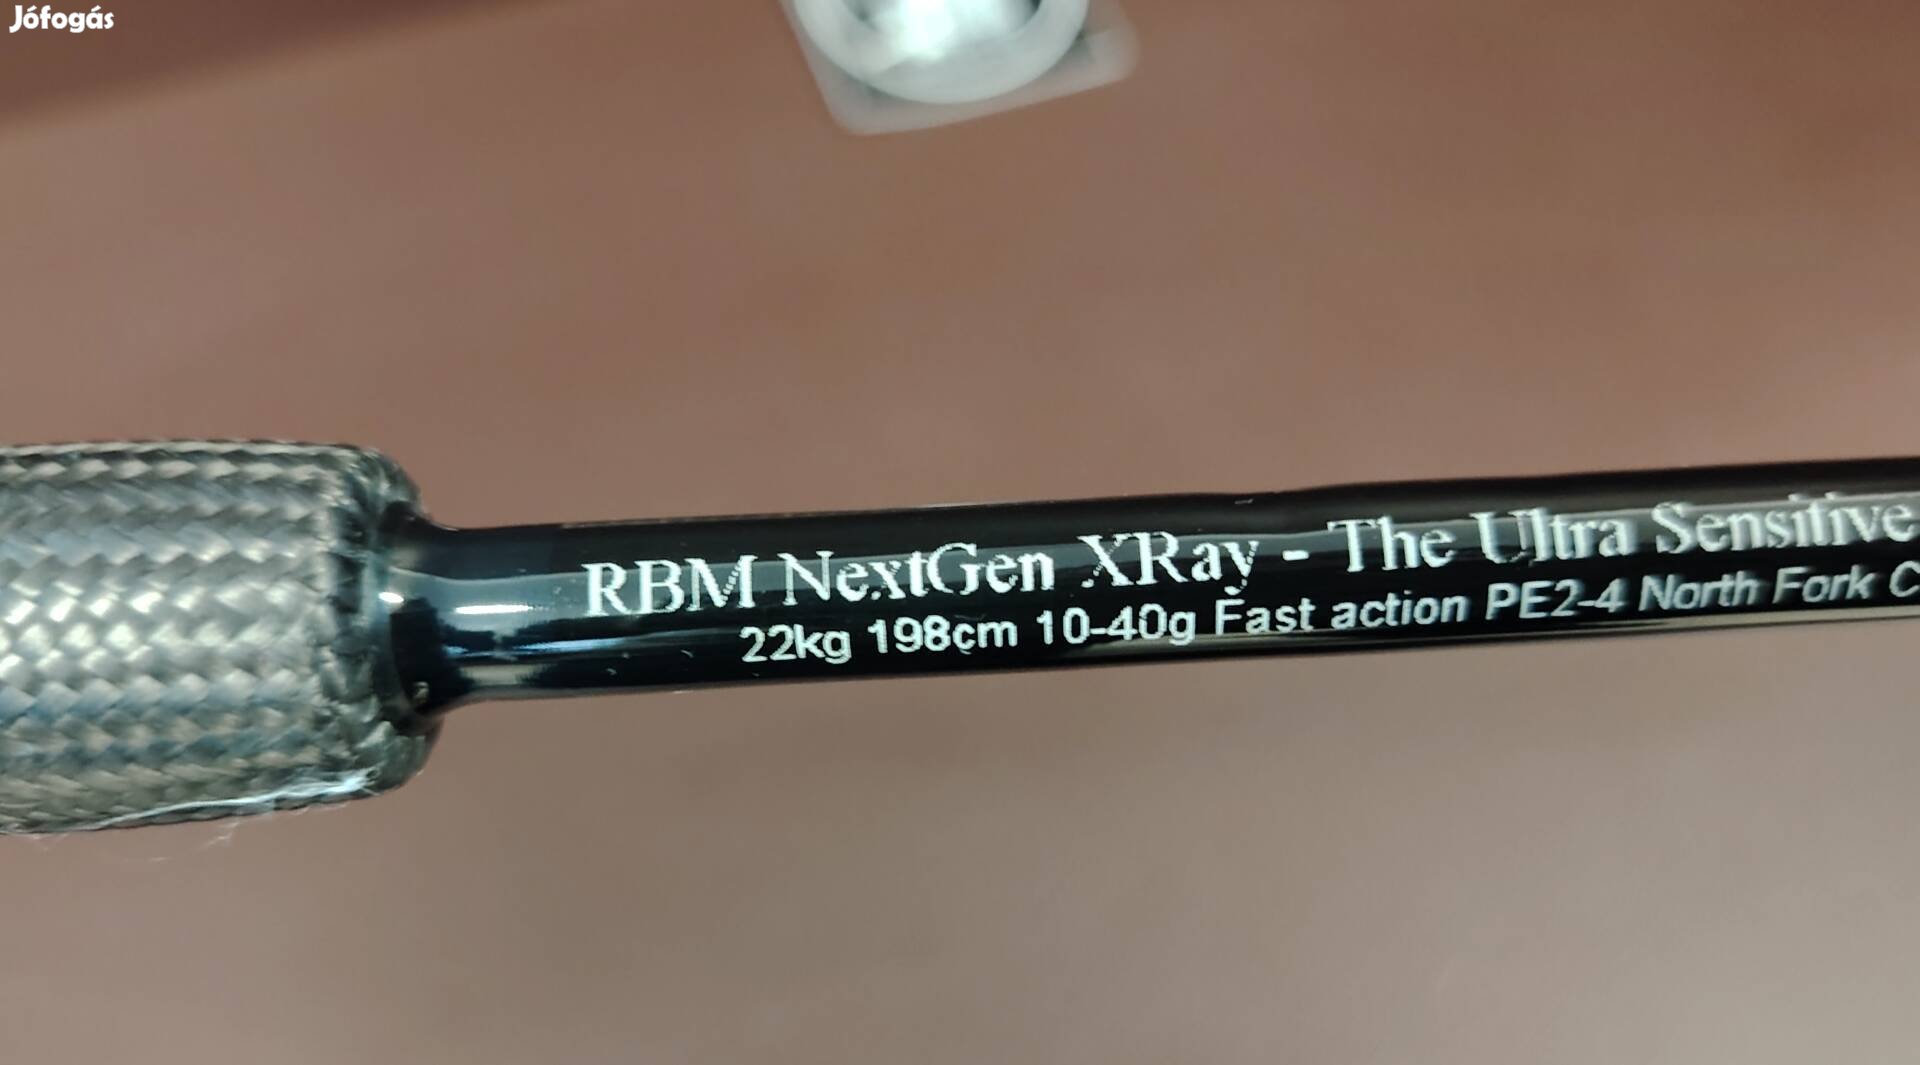 Jófogás
RBM NextGen XRay - The Ultra Sensitive
22kg 198cm 10-40g Fast action PE2-4 North Fork C